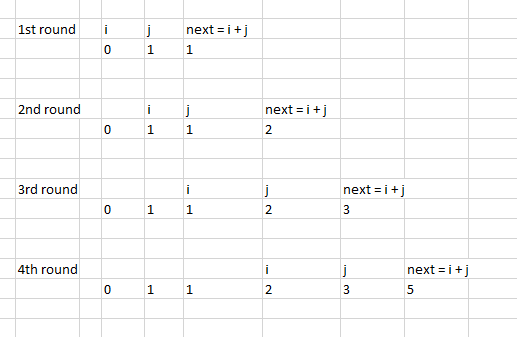 1st round i j next = i + j
0 1 1
2nd round i j next = i + j
0 1 1 2
3rd round i j next = i + j
0 1 1 2 3
4th round i j next = i + j
0 1 1 2 3 5